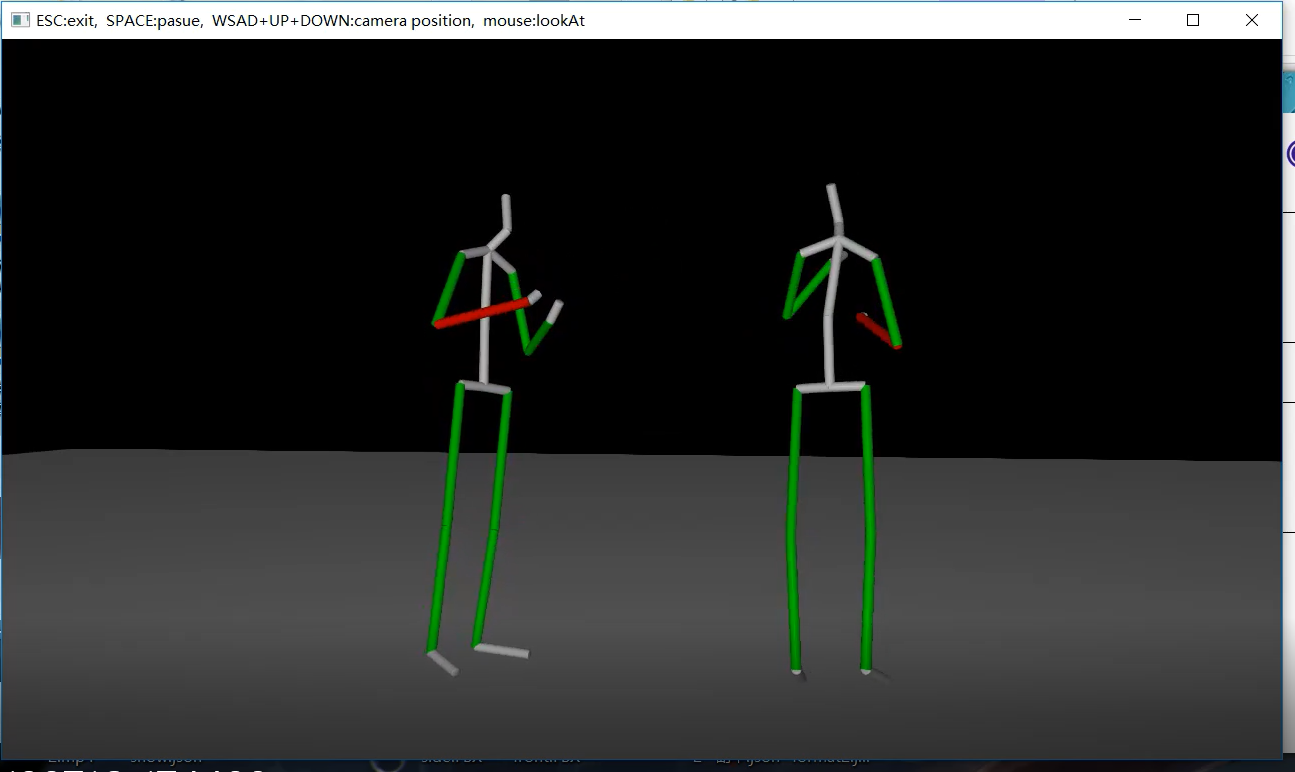 ESC:exit,  SPACE:pasue,  WSAD+UP+DOWN:camera position,  mouse:lookAt